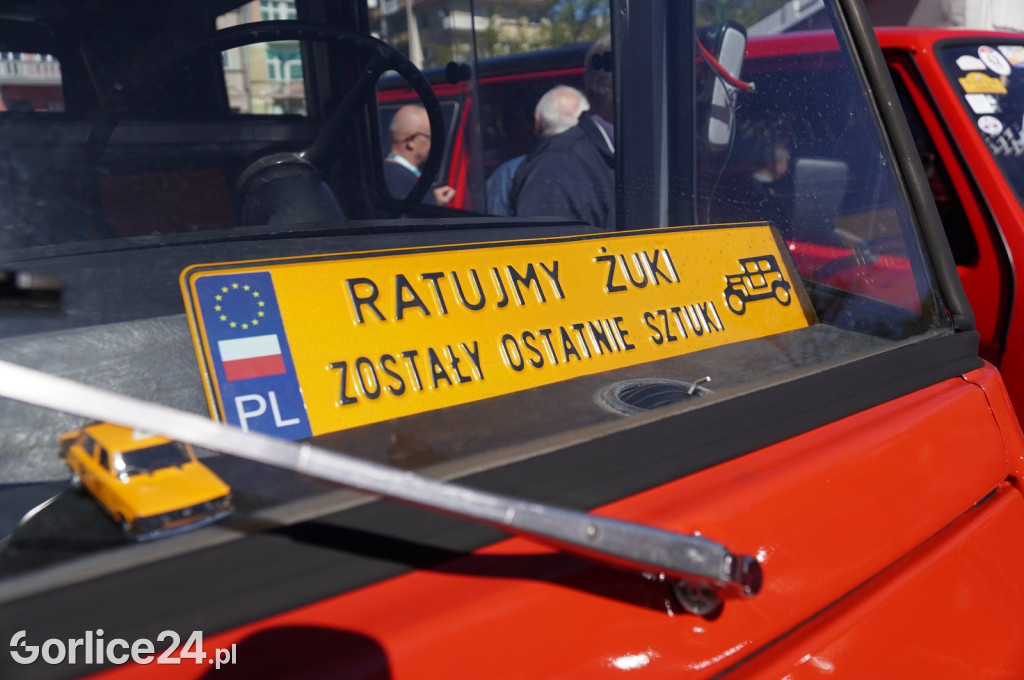 RATUJMY ŻUKI
ZOSTAŁY OSTATNIE SZTUKI
PL
Gorlice24.pl